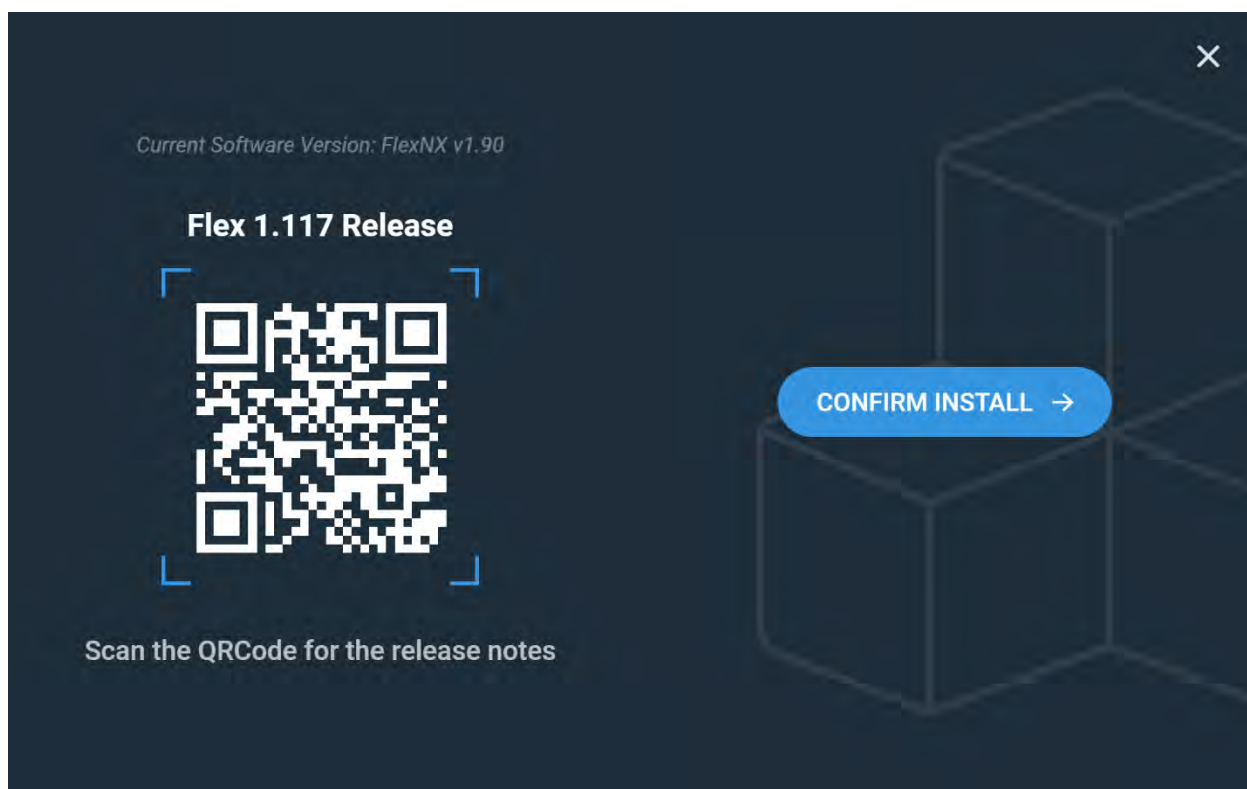 Current Software Version: FlexNX v1.90
Flex 1.117 Release
CONFIRM INSTALL →
Scan the QRCode for the release notes